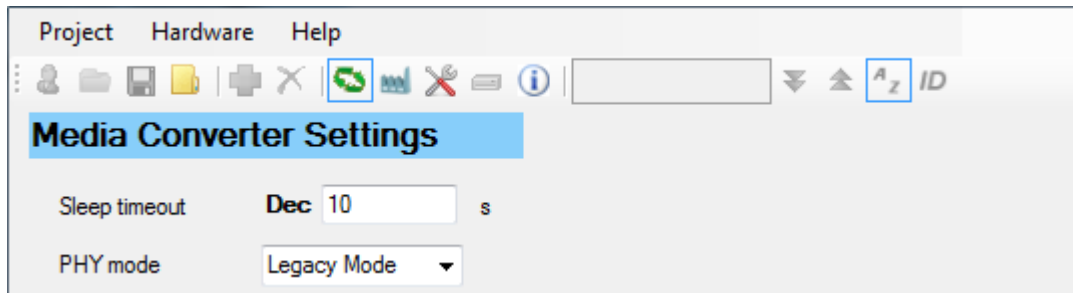 Project Hardware Help
A Z ID
Media Converter Settings
Sleep timeout Dec 10 s
PHY mode Legacy Mode